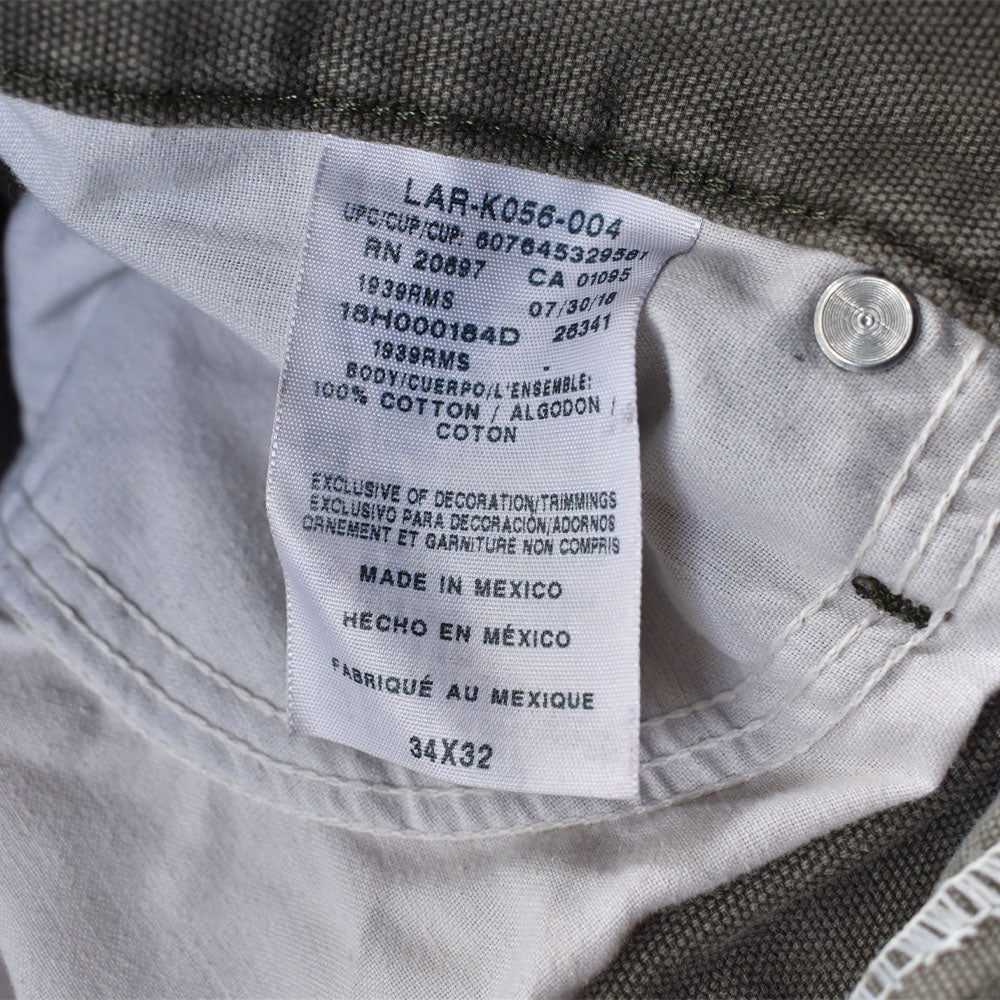 LAR-K056-004
UPC/CUP/CUP: 607645329587
RN 20697 CA 01095
1939RMS 07/30/18
18H000184D 26341
1939RMS
BODY/CUERPO/L'ENSEMBLE:
100% COTTON / ALGODON /
COTON
EXCLUSIVE OF DECORATION/TRIMMINGS
EXCLUSIVO PARA DECORACIÓN/ADORNOS
ORNEMENT ET GARNITURE NON COMPRIS
MADE IN MEXICO
HECHO EN MÉXICO
FABRIQUÉ AU MEXIQUE
34X32